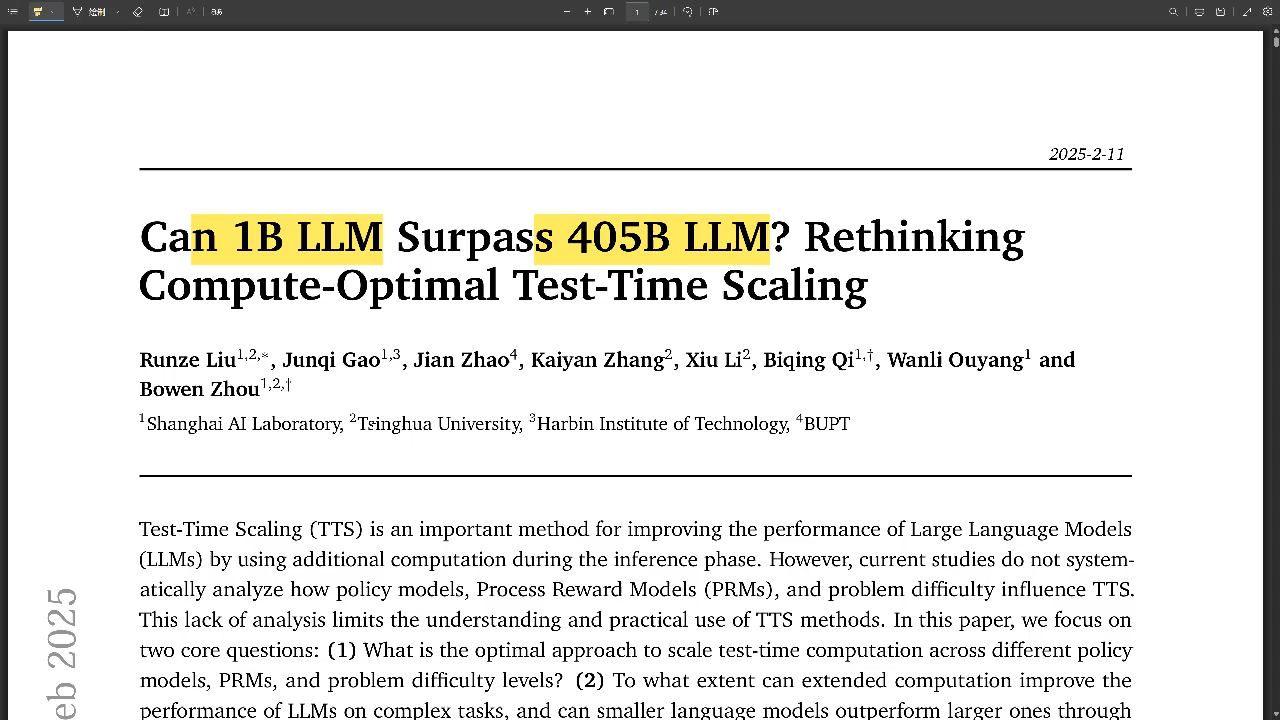 1 / 34
2025-2-11
Can 1B LLM Surpass 405B LLM? Rethinking
Compute-Optimal Test-Time Scaling
Runze Liu1,2,*, Junqi Gao1,3, Jian Zhao4, Kaiyan Zhang2, Xiu Li2, Biqing Qi1,†, Wanli Ouyang1 and
Bowen Zhou1,2,†
1Shanghai AI Laboratory, 2Tsinghua University, 3Harbin Institute of Technology, 4BUPT
Test-Time Scaling (TTS) is an important method for improving the performance of Large Language Models
(LLMs) by using additional computation during the inference phase. However, current studies do not system-
atically analyze how policy models, Process Reward Models (PRMs), and problem difficulty influence TTS.
This lack of analysis limits the understanding and practical use of TTS methods. In this paper, we focus on
two core questions: (1) What is the optimal approach to scale test-time computation across different policy
models, PRMs, and problem difficulty levels? (2) To what extent can extended computation improve the
performance of LLMs on complex tasks, and can smaller language models outperform larger ones through
eb 2025